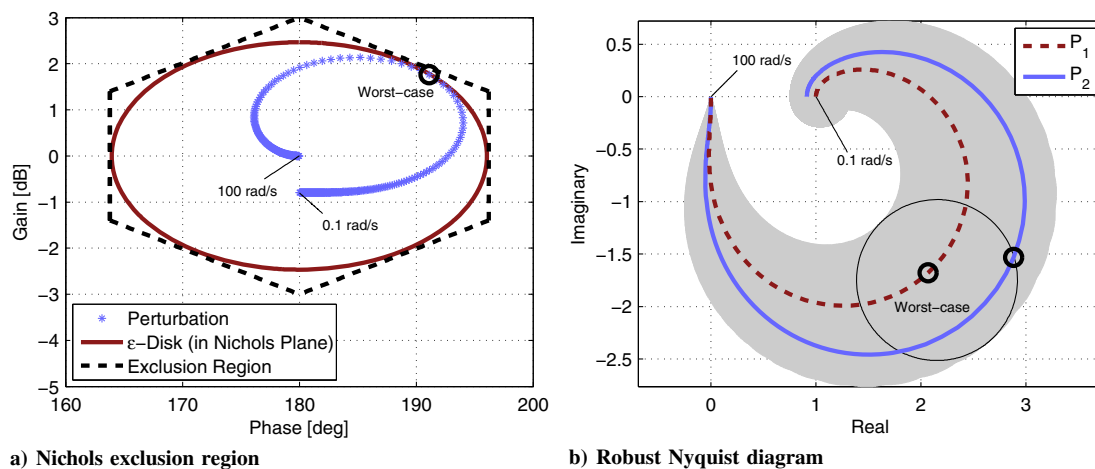 3
2
1
0
−1
−2
−3
−4
−5
Gain [dB]
Worst−case
100 rad/s
0.1 rad/s
Perturbation
ε−Disk (in Nichols Plane)
Exclusion Region
160
170
180
190
200
Phase [deg]
a) Nichols exclusion region
0.5
0
−0.5
−1
−1.5
−2
−2.5
Imaginary
100 rad/s
0.1 rad/s
P1
P2
Worst−case
0
1
2
3
Real
b) Robust Nyquist diagram